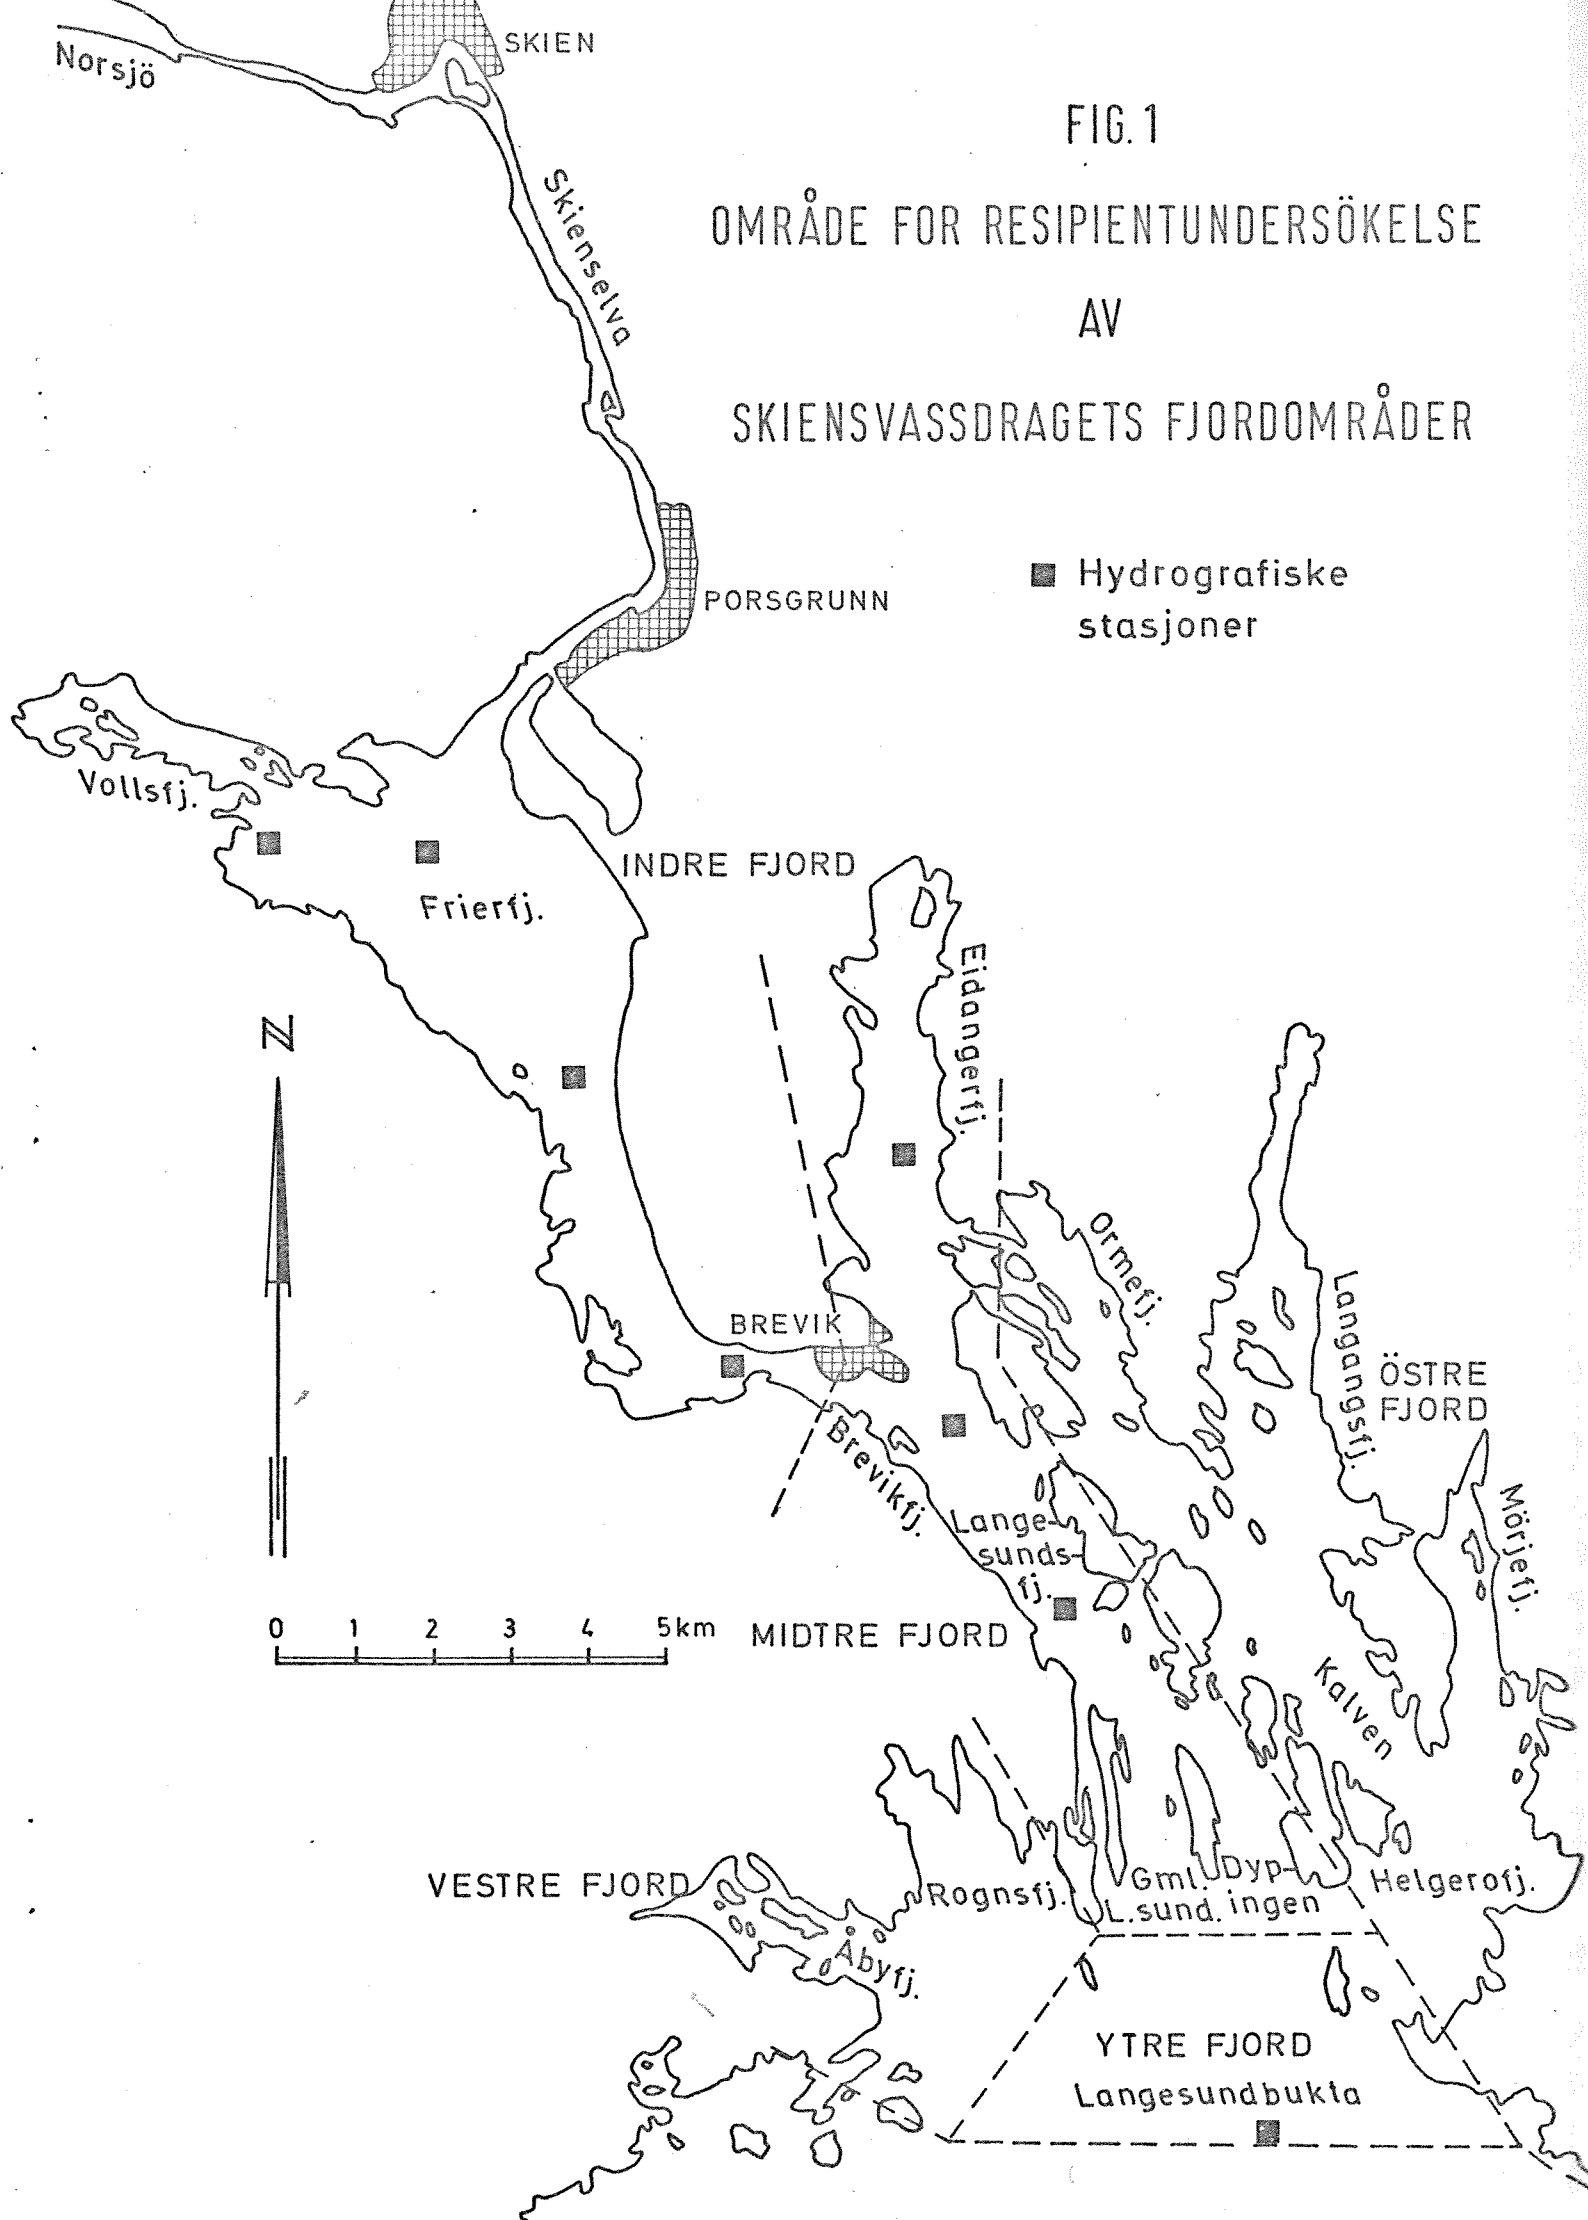 SKIEN
Norsjö
FIG. 1
Skienselva
OMRÅDE FOR RESIPIENTUNDERSÖKELSE
AV
SKIENSVASSDRAGETS FJORDOMRÅDER
Hydrografiske
stasjoner
PORSGRUNN
Vollsfj.
INDRE FJORD
Frierfj.
Eidangerfj.
N
Ormefj.
BREVIK
Langangsfj.
ÖSTRE
FJORD
Brevikfj.
Mörjefj.
Lange-
sunds-
fj.
0 1 2 3 4 5km
MIDTRE FJORD
Kalven
VESTRE FJORD
Rognsfj.
Gml.
L.sund.
Dyp-
ingen
Helgerofj.
Åbyfj.
YTRE FJORD
Langesundbukta